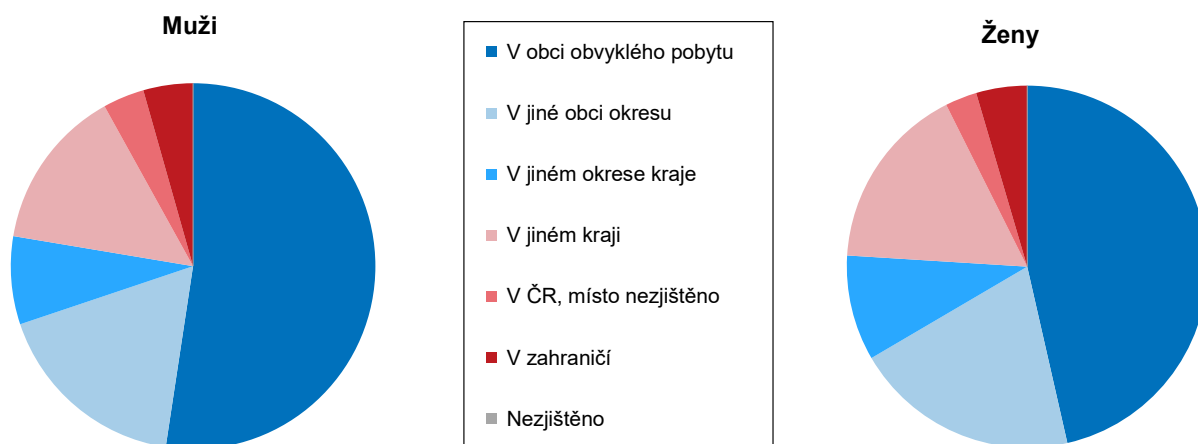 Muži
V obci obvyklého pobytu
V jiné obci okresu
V jiném okrese kraje
V jiném kraji
V ČR, místo nezjištěno
V zahraničí
Nezjištěno
Ženy